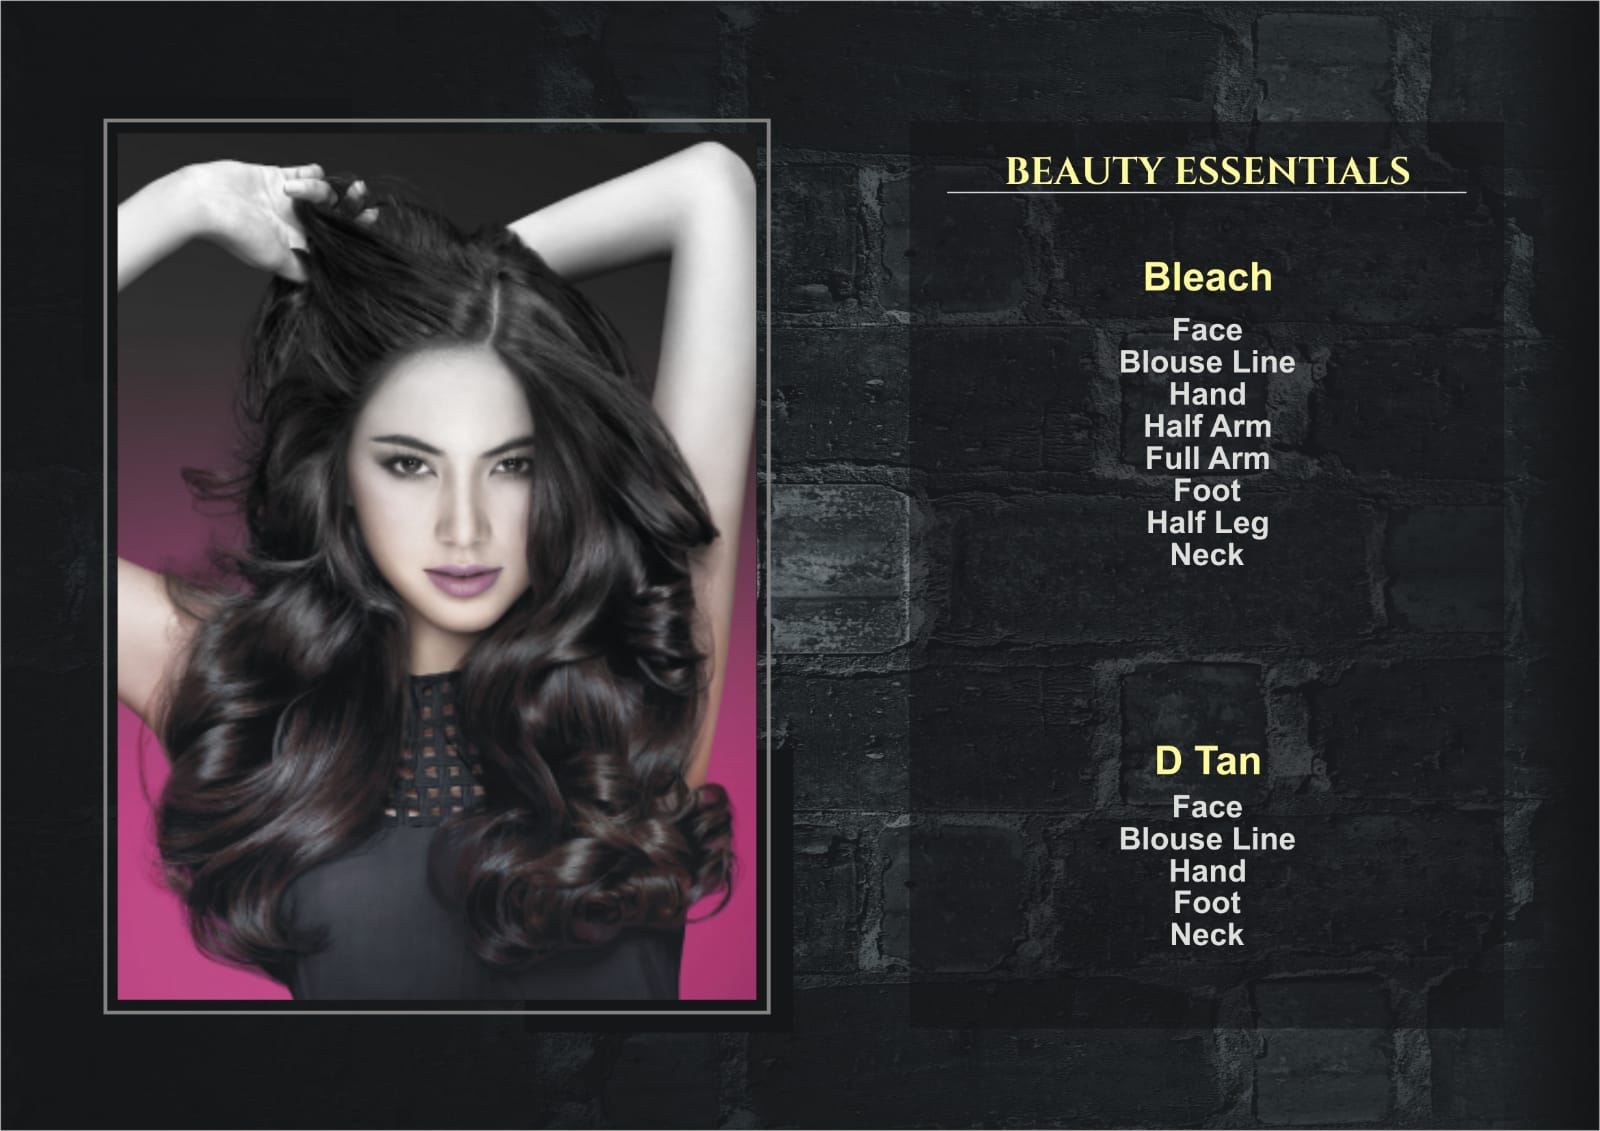 BEAUTY ESSENTIALS
Bleach
Face
Blouse Line
Hand
Half Arm
Full Arm
Foot
Half Leg
Neck
D Tan
Face
Blouse Line
Hand
Foot
Neck